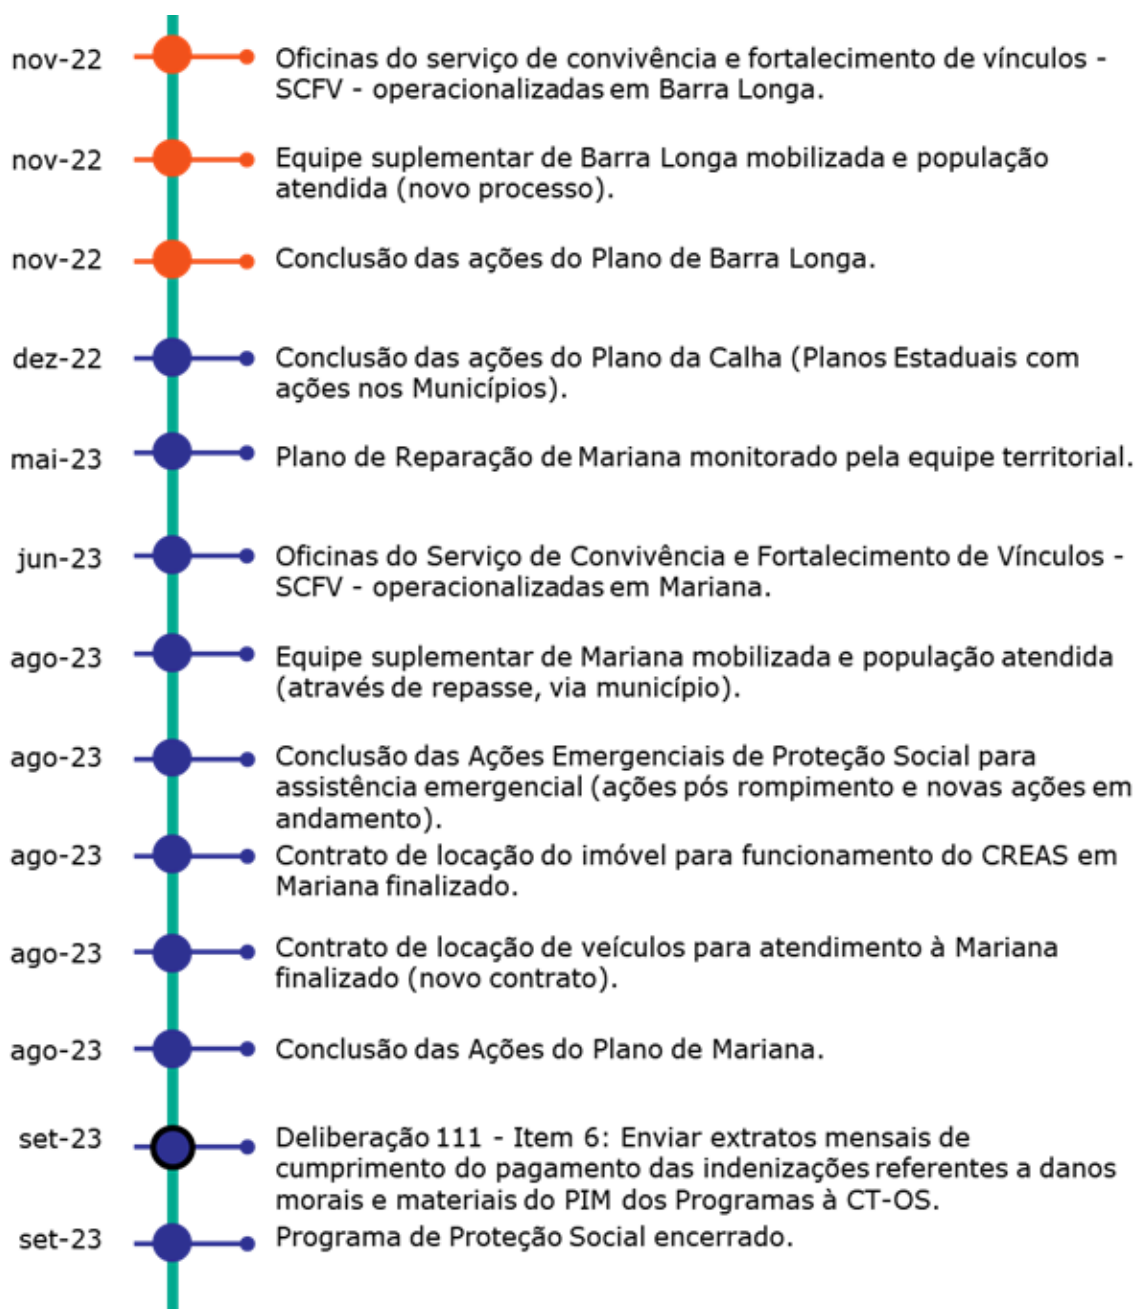 nov-22
Oficinas do serviço de convivência e fortalecimento de vínculos -
SCFV - operacionalizadas em Barra Longa.
nov-22
Equipe suplementar de Barra Longa mobilizada e população
atendida (novo processo).
nov-22
Conclusão das ações do Plano de Barra Longa.
dez-22
Conclusão das ações do Plano da Calha (Planos Estaduais com
ações nos Municípios).
mai-23
Plano de Reparação de Mariana monitorado pela equipe territorial.
jun-23
Oficinas do Serviço de Convivência e Fortalecimento de Vínculos -
SCFV - operacionalizadas em Mariana.
ago-23
Equipe suplementar de Mariana mobilizada e população atendida
(através de repasse, via município).
ago-23
Conclusão das Ações Emergenciais de Proteção Social para
assistência emergencial (ações pós rompimento e novas ações em
andamento).
ago-23
Contrato de locação do imóvel para funcionamento do CREAS em
Mariana finalizado.
ago-23
Contrato de locação de veículos para atendimento à Mariana
finalizado (novo contrato).
ago-23
Conclusão das Ações do Plano de Mariana.
set-23
Deliberação 111 - Item 6: Enviar extratos mensais de
cumprimento do pagamento das indenizações referentes a danos
morais e materiais do PIM dos Programas à CT-OS.
set-23
Programa de Proteção Social encerrado.